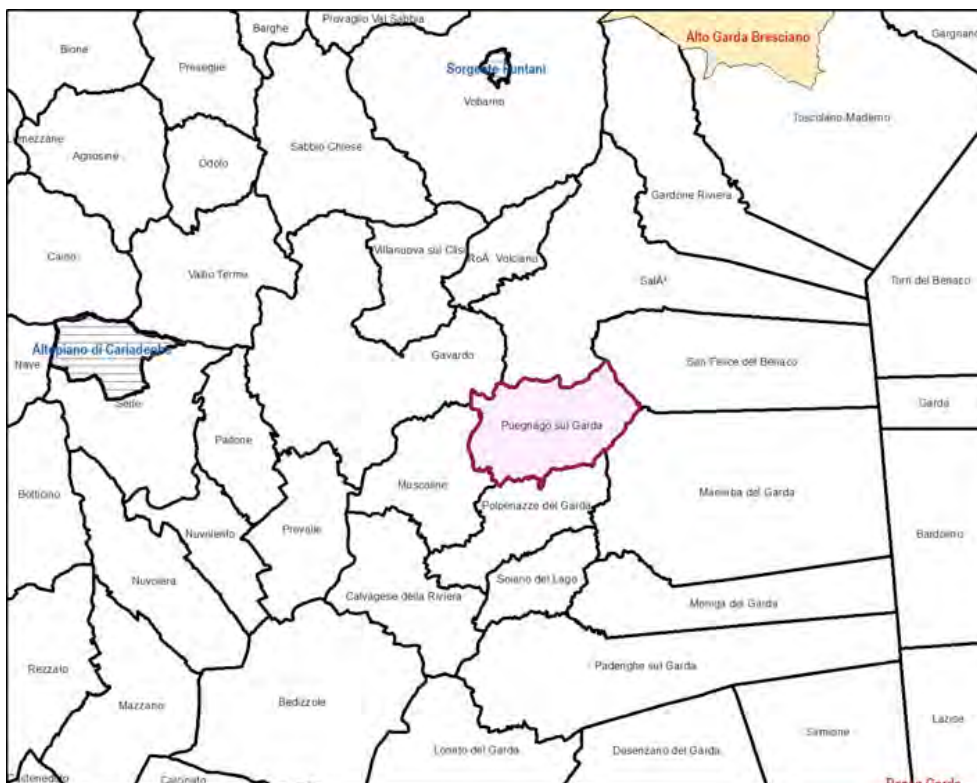 Provaglio Val Sabbia
Barghe
Alto Garda Bresciano
Gargnano
Bione
Preseglie
Sorgente Funtani
Vobarno
Toscolano-Maderno
Lumezzane
Agnosine
Odolo
Sabbio Chiese
Gardone Riviera
Caino
Vallio Terme
Villanuova sul Clisi
RoÃ Volciano
SalÃ²
Torri del Benaco
Altopiano di Cariadeghe
Nave
Gavardo
San Felice del Benaco
Serle
Garda
Paitone
Puegnago sul Garda
Botticino
Muscoline
Manerba del Garda
Polpenazze del Garda
Prevalle
Nuvolento
Bardolino
Nuvolera
Soiano del Lago
Calvagese della Riviera
Moniga del Garda
Rezzato
Padenghe sul Garda
Mazzano
Bedizzole
Lonato del Garda
Desenzano del Garda
Sirmione
Lazise
Calcinato